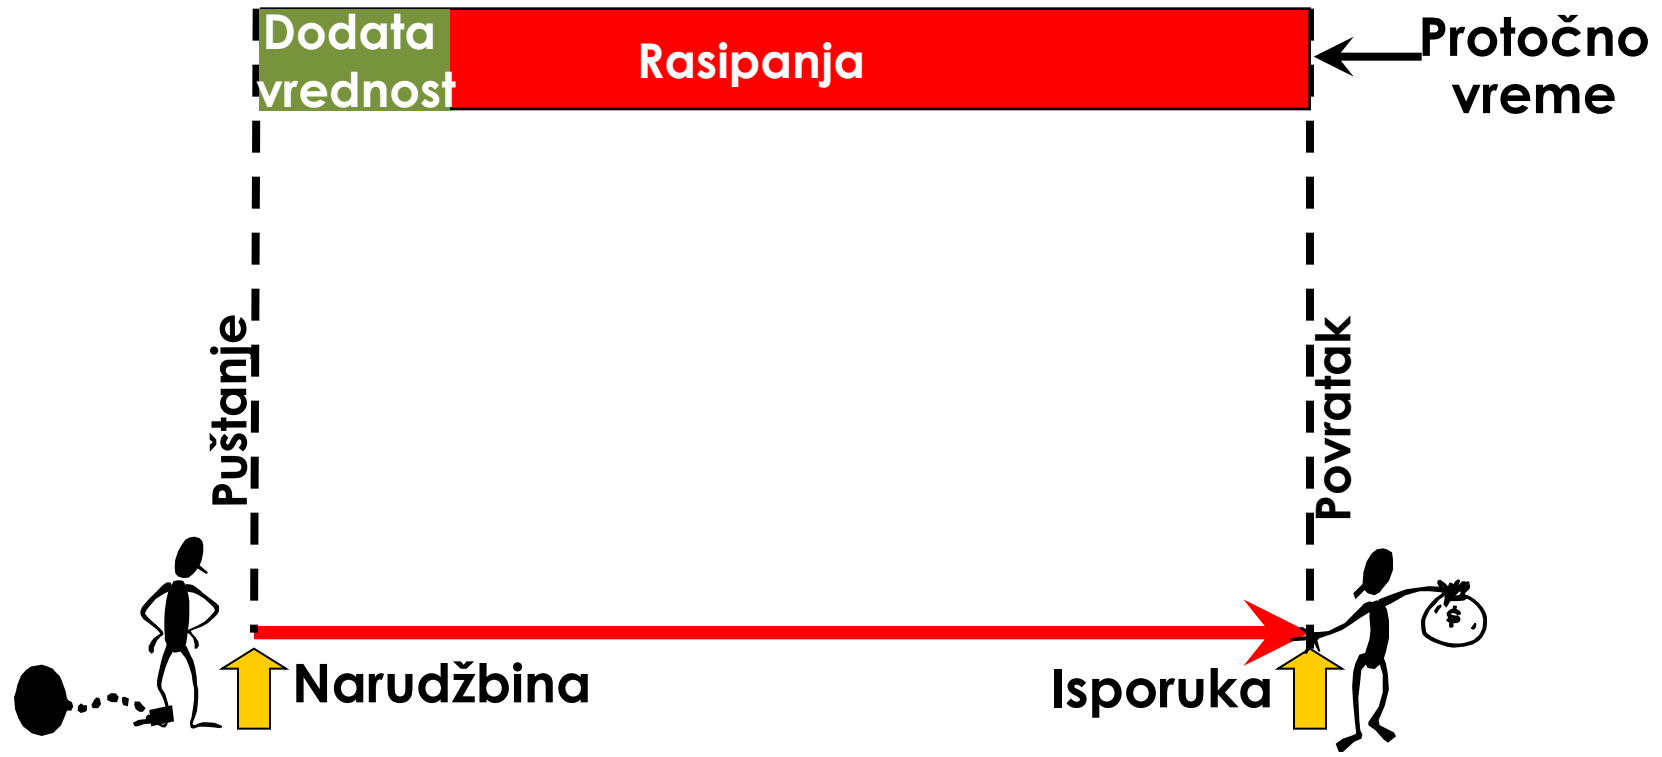 Dodata
vrednost
Rasipanja
Protočno
vreme
Puštanje
Povratak
$
Narudžbina
Isporuka